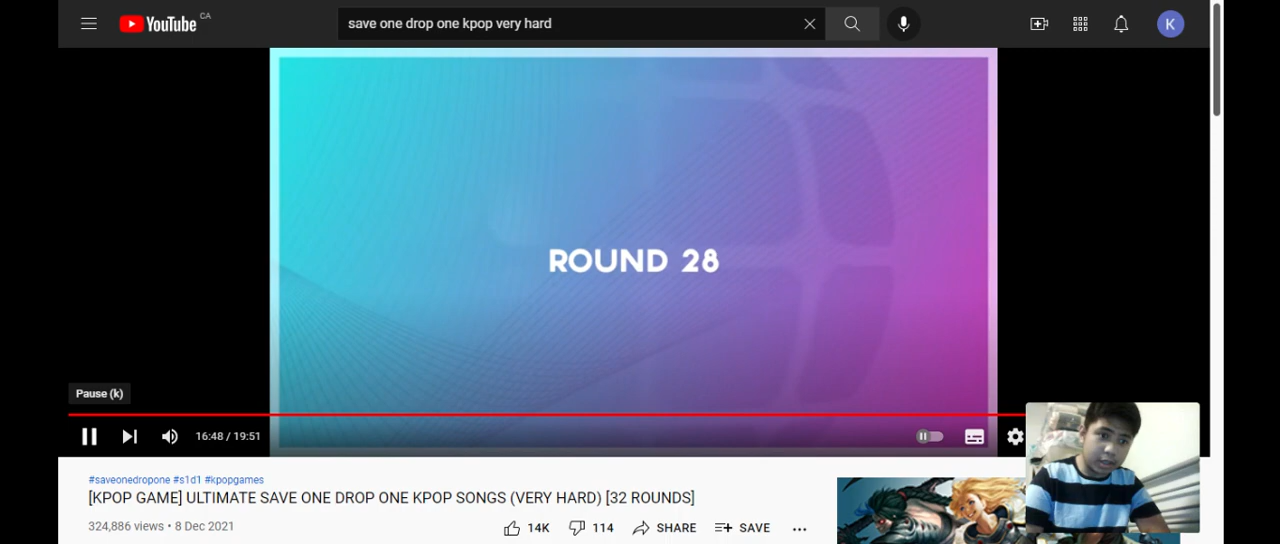 YouTube CA
save one drop one kpop very hard
K
ROUND 28
Pause (k)
16:48 / 19:51
#saveonedropone #s1d1 #kpopgames
[KPOP GAME] ULTIMATE SAVE ONE DROP ONE KPOP SONGS (VERY HARD) [32 ROUNDS]
324,886 views • 8 Dec 2021
14K
114
SHARE
SAVE